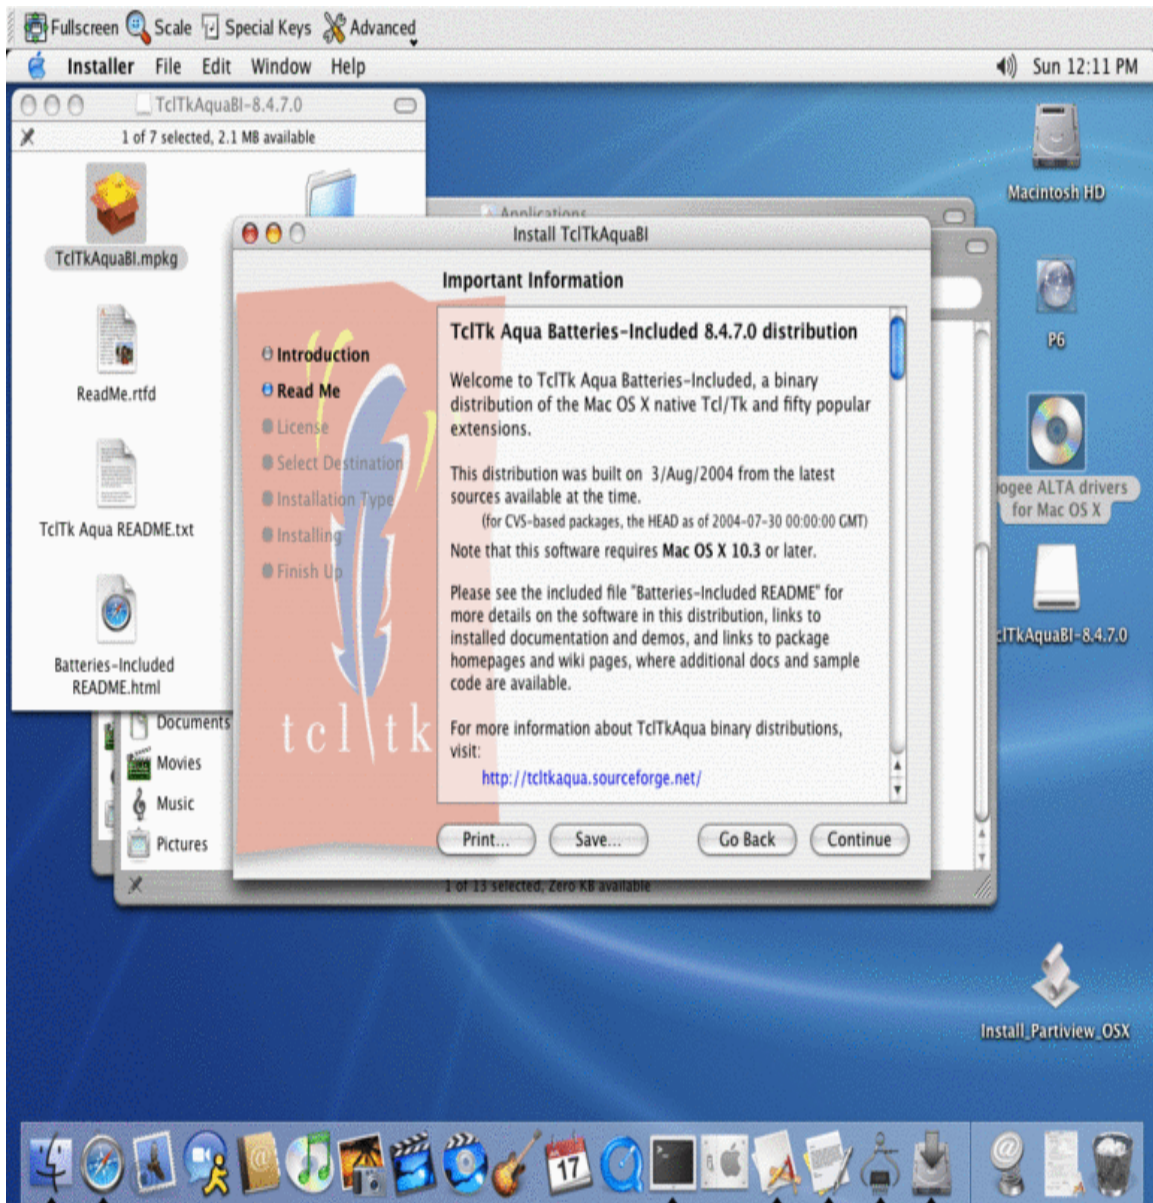 Fullscreen Scale Special Keys Advanced
Installer File Edit Window Help Sun 12:11 PM
TclTkAquaBI-8.4.7.0
1 of 7 selected, 2.1 MB available
TclTkAquaBI.mpkg
ReadMe.rtfd
TclTk Aqua README.txt
Batteries-Included
README.html
Applications
Install TclTkAquaBI
Important Information
Introduction
Read Me
License
Select Destination
Installation Type
Installing
Finish Up
tcl tk
TclTk Aqua Batteries-Included 8.4.7.0 distribution
Welcome to TclTk Aqua Batteries-Included, a binary
distribution of the Mac OS X native Tcl/Tk and fifty popular
extensions.
This distribution was built on 3/Aug/2004 from the latest
sources available at the time.
(for CVS-based packages, the HEAD as of 2004-07-30 00:00:00 GMT)
Note that this software requires Mac OS X 10.3 or later.
Please see the included file "Batteries-Included README" for
more details on the software in this distribution, links to
installed documentation and demos, and links to package
homepages and wiki pages, where additional docs and sample
code are available.
For more information about TclTkAqua binary distributions,
visit:
http://tcltkaqua.sourceforge.net/
Print... Save... Go Back Continue
Documents
Movies
Music
Pictures
1 of 13 selected, Zero KB available
Macintosh HD
P6
ogee ALTA drivers
for Mac OS X
clTkAquaBI-8.4.7.0
Install_Partiview_OSX
17